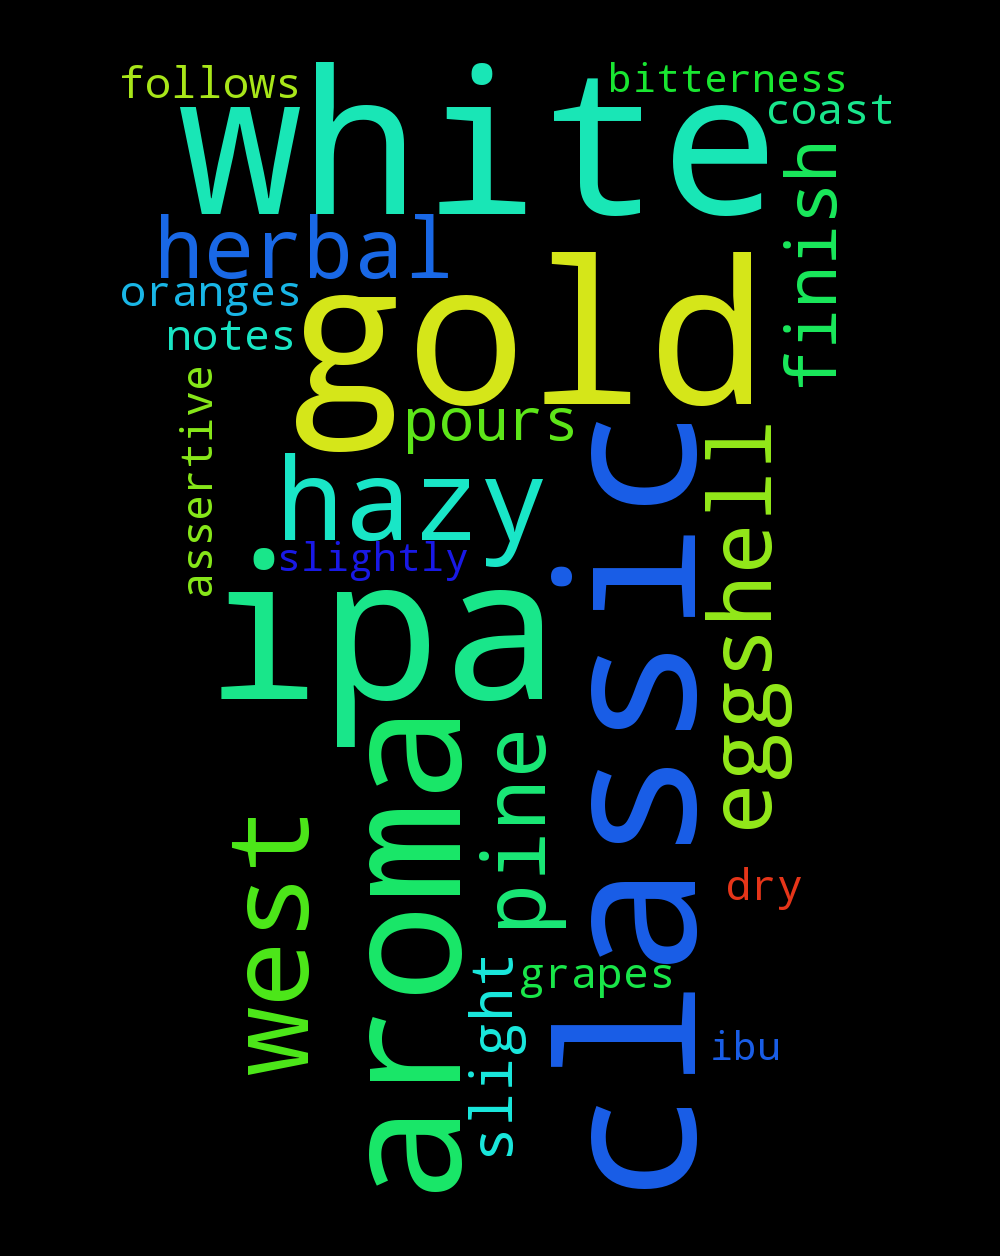 follows
white
bitterness
coast
finish
herbal
oranges
notes
gold
pours
assertive
hazy
slightly
ipa
classic
eggshell
aroma
pine
west
dry
slight
grapes
ibu